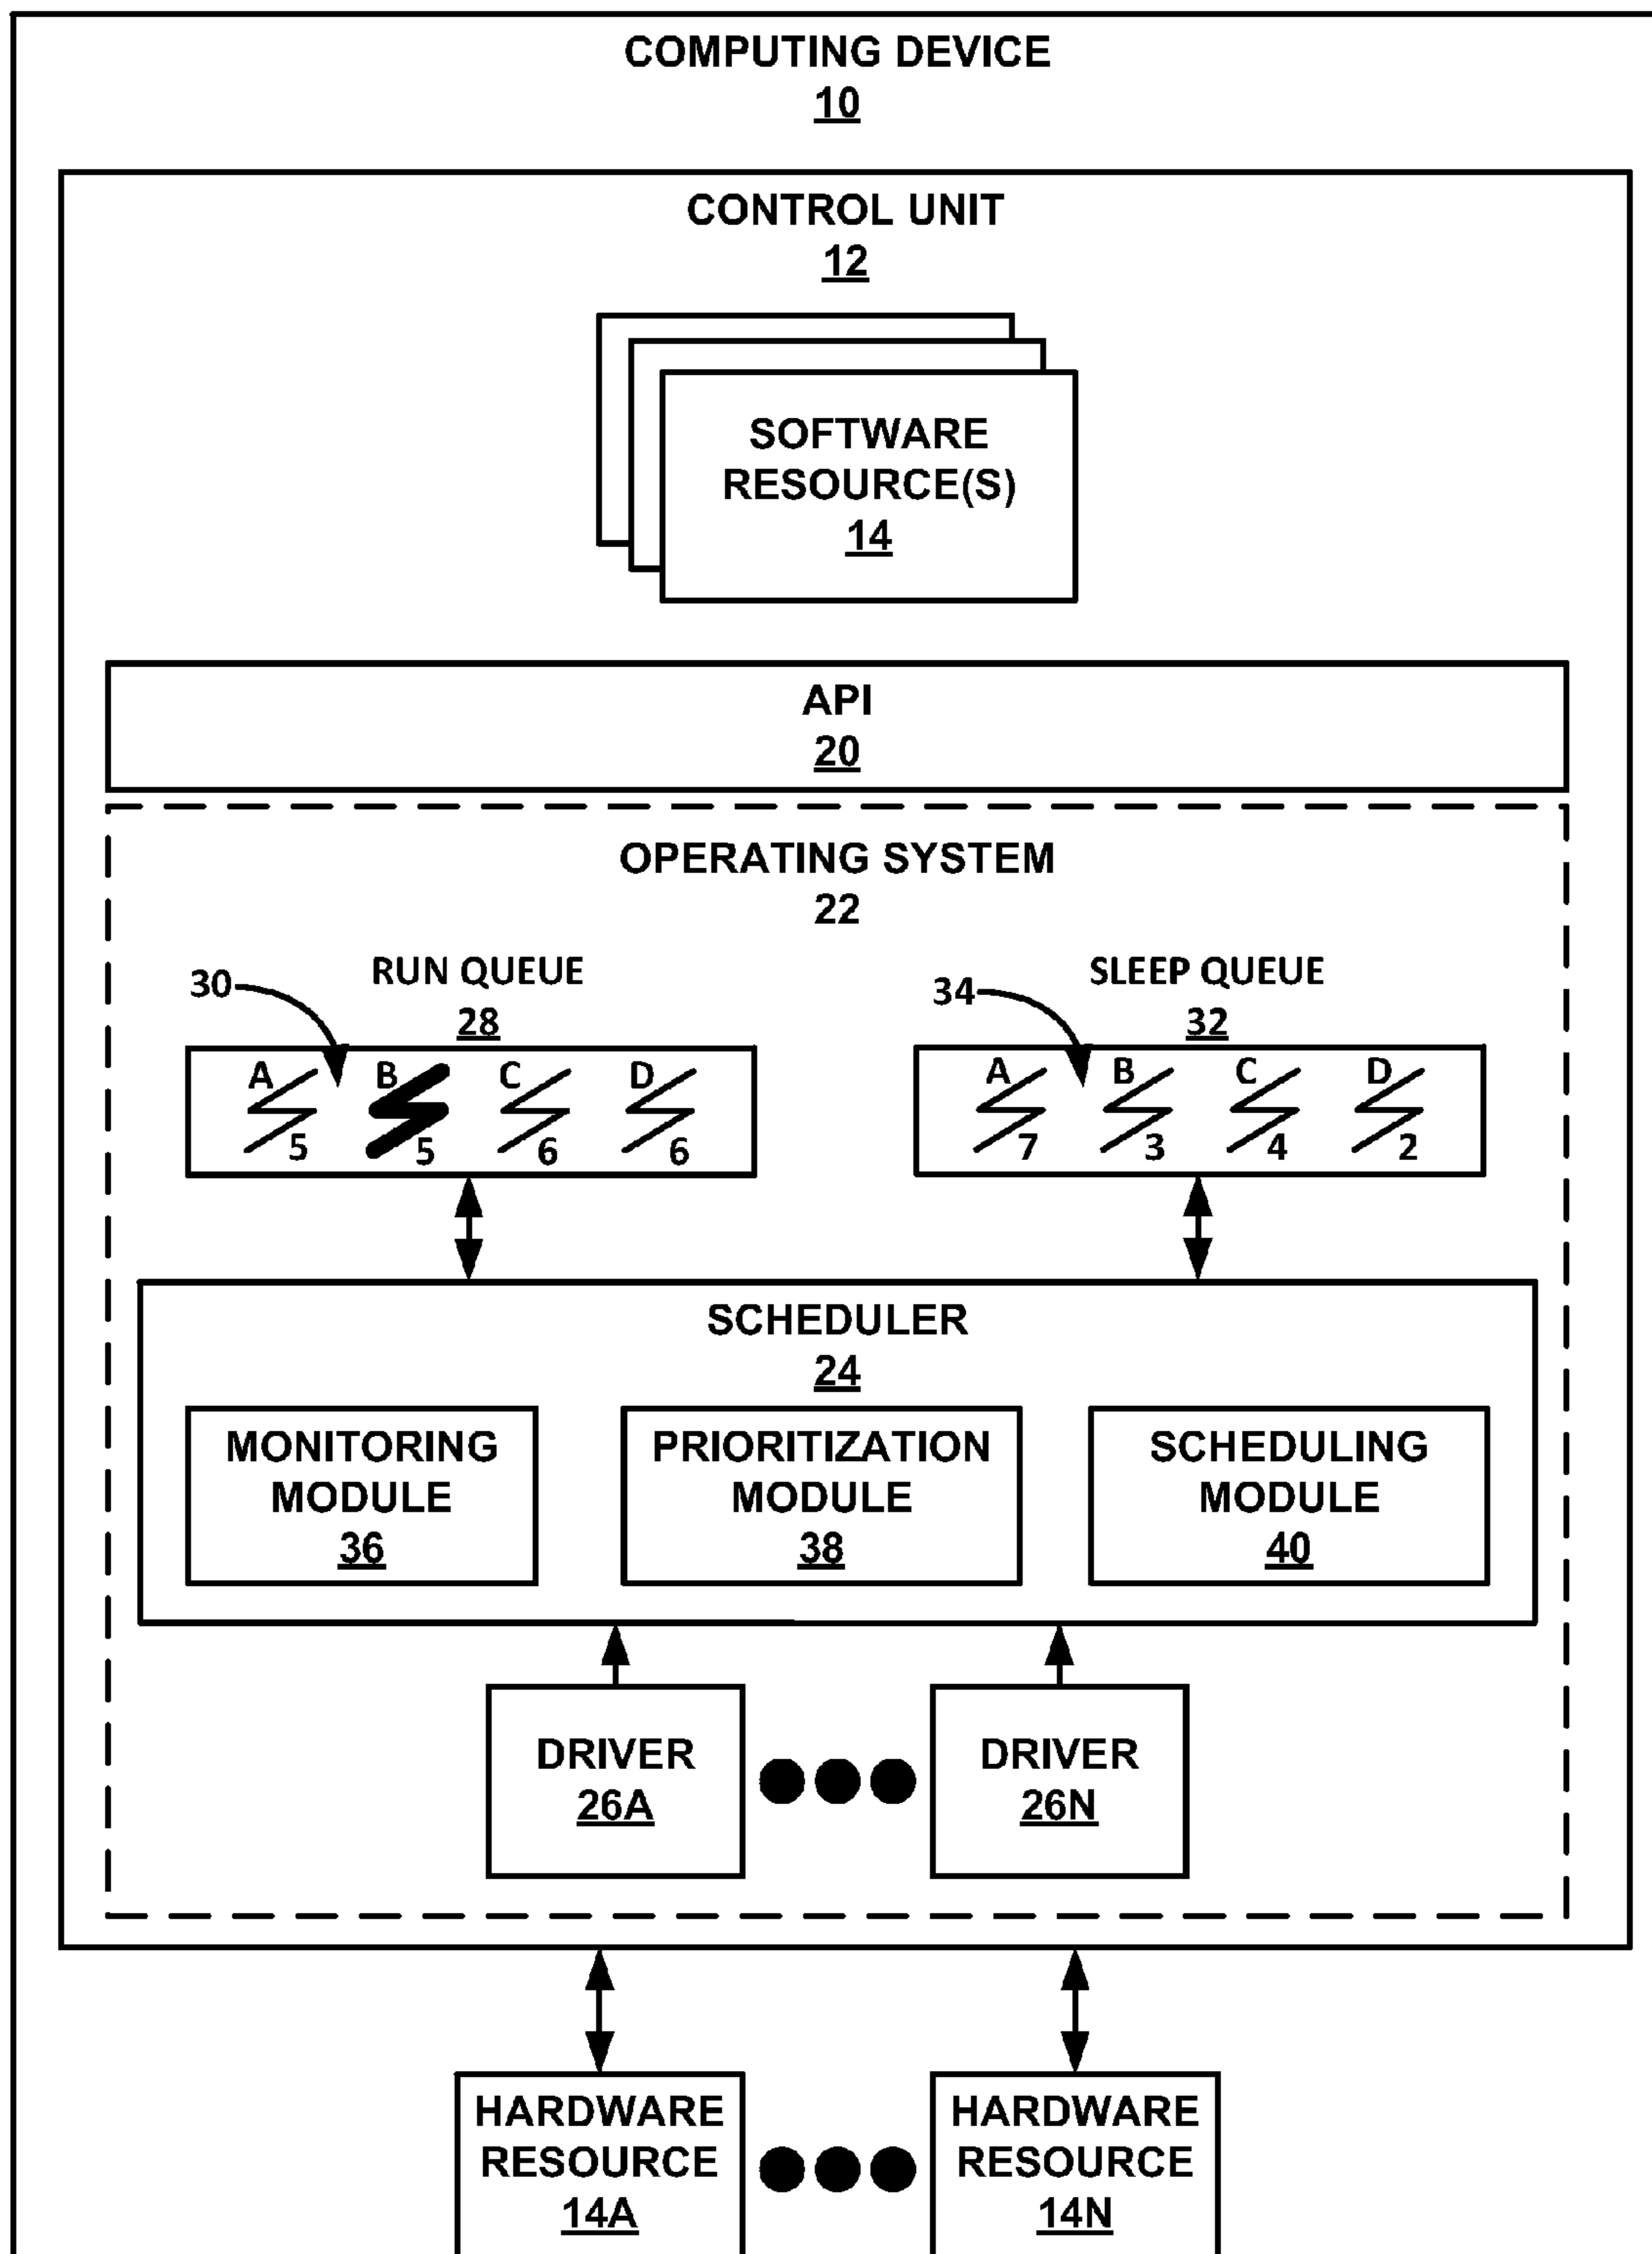 COMPUTING DEVICE
10
CONTROL UNIT
12
SOFTWARE
RESOURCE(S)
14
API
20
OPERATING SYSTEM
22
30
RUN QUEUE
28
A B C D
5 5 6 6
34
SLEEP QUEUE
32
A B C D
7 3 4 2
SCHEDULER
24
MONITORING
MODULE
36
PRIORITIZATION
MODULE
38
SCHEDULING
MODULE
40
DRIVER
26A
DRIVER
26N
HARDWARE
RESOURCE
14A
HARDWARE
RESOURCE
14N